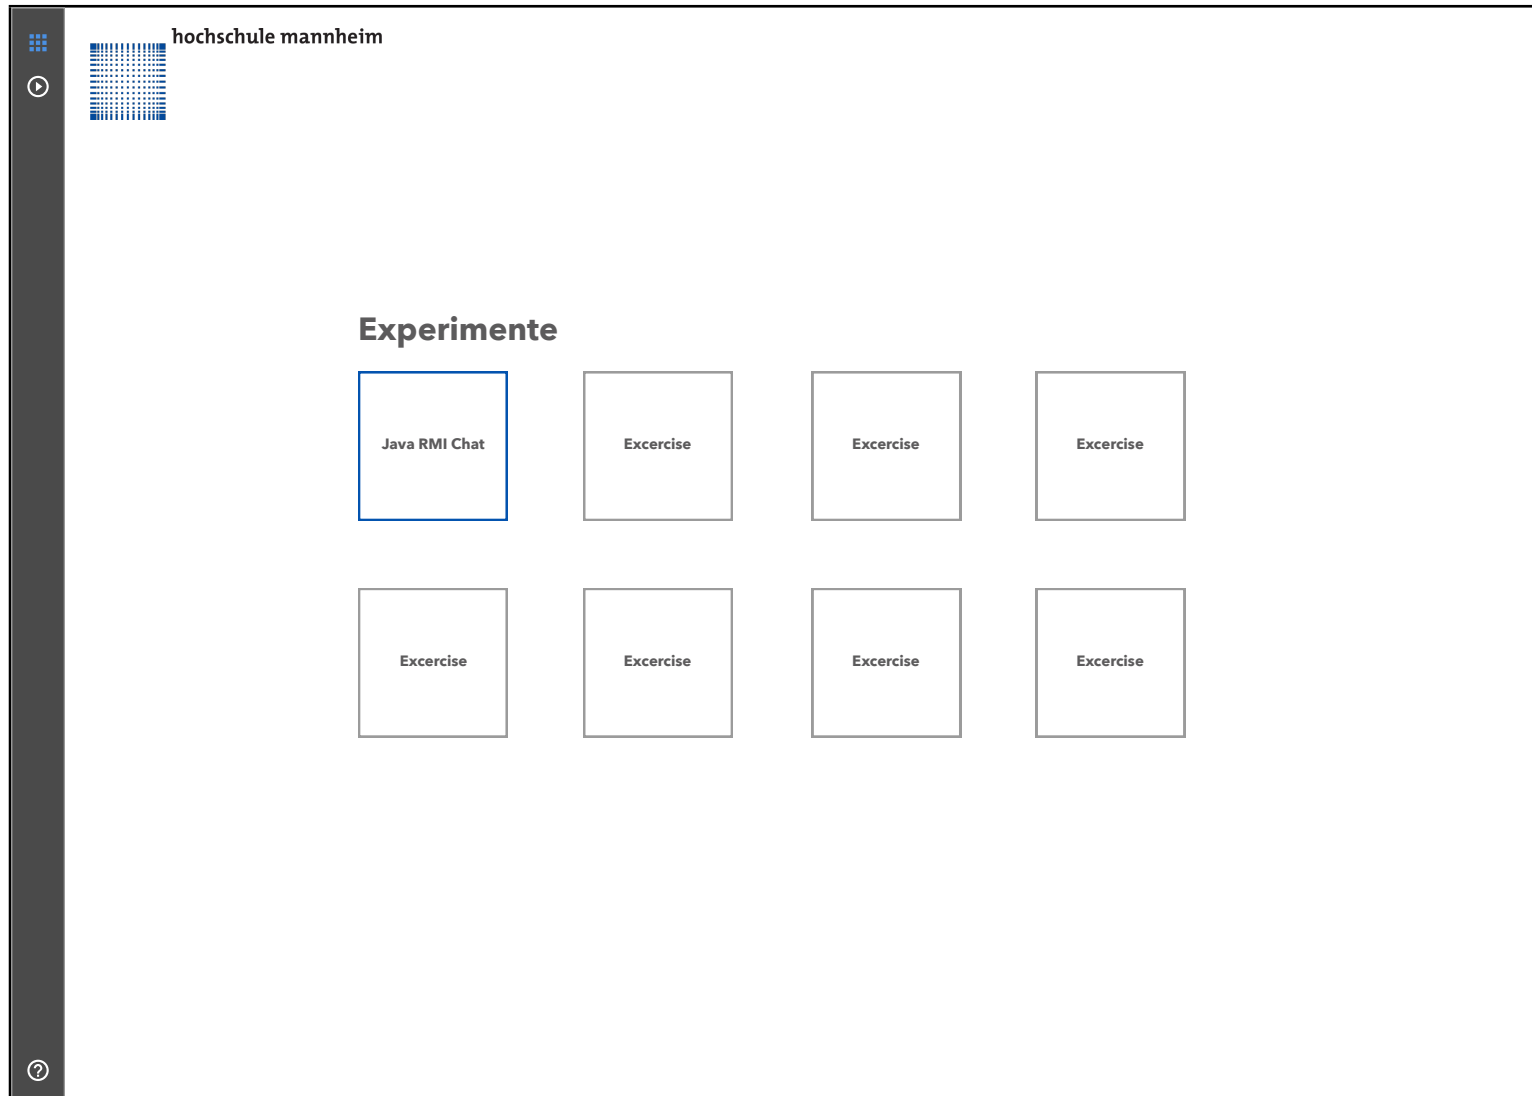 hochschule mannheim
Experimente
Java RMI Chat
Excercise
Excercise
Excercise
Excercise
Excercise
Excercise
Excercise